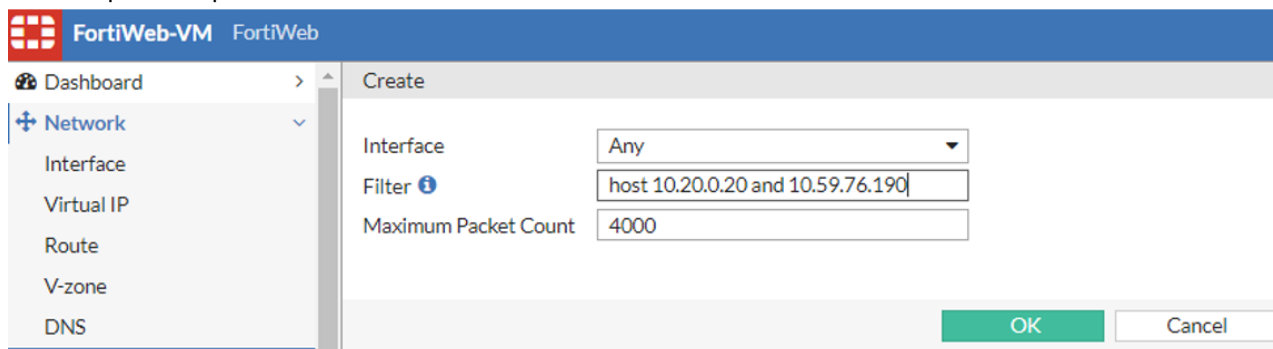 FortiWeb-VM FortiWeb
Dashboard
Create
Network
Interface
Virtual IP
Route
V-zone
DNS
Interface Any
Filter host 10.20.0.20 and 10.59.76.190
Maximum Packet Count 4000
OK Cancel